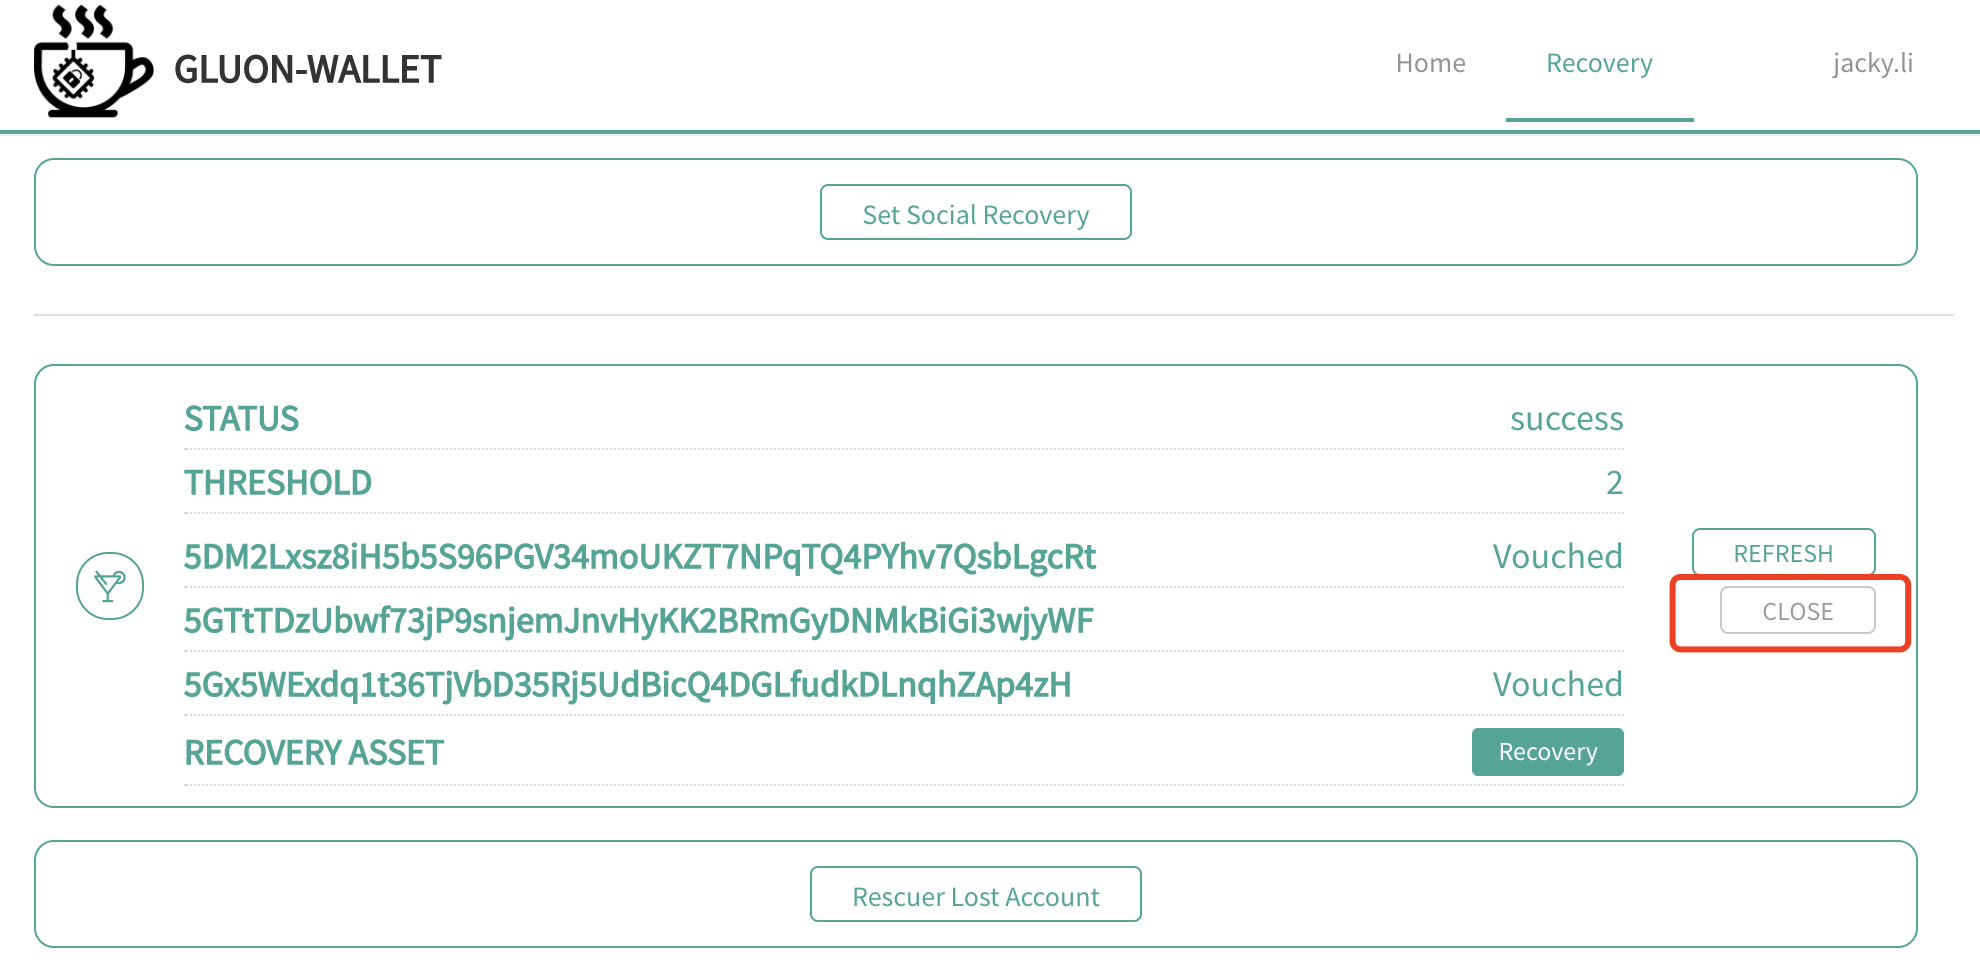 GLUON-WALLET
Home
Recovery
jacky.li
Set Social Recovery
STATUS success
THRESHOLD 2
5DM2Lxsz8iH5b5S96PGV34moUKZT7NPqTQ4PYhv7QsbLgcRt Vouched
REFRESH
5GTtTDzUbwf73jP9snjemJnvHyKK2BRmGyDNMkBiGi3wjyWF
CLOSE
5Gx5WExdq1t36TjVbD35Rj5UdBicQ4DGLfudkDLnqhZAp4zH Vouched
RECOVERY ASSET Recovery
Rescuer Lost Account